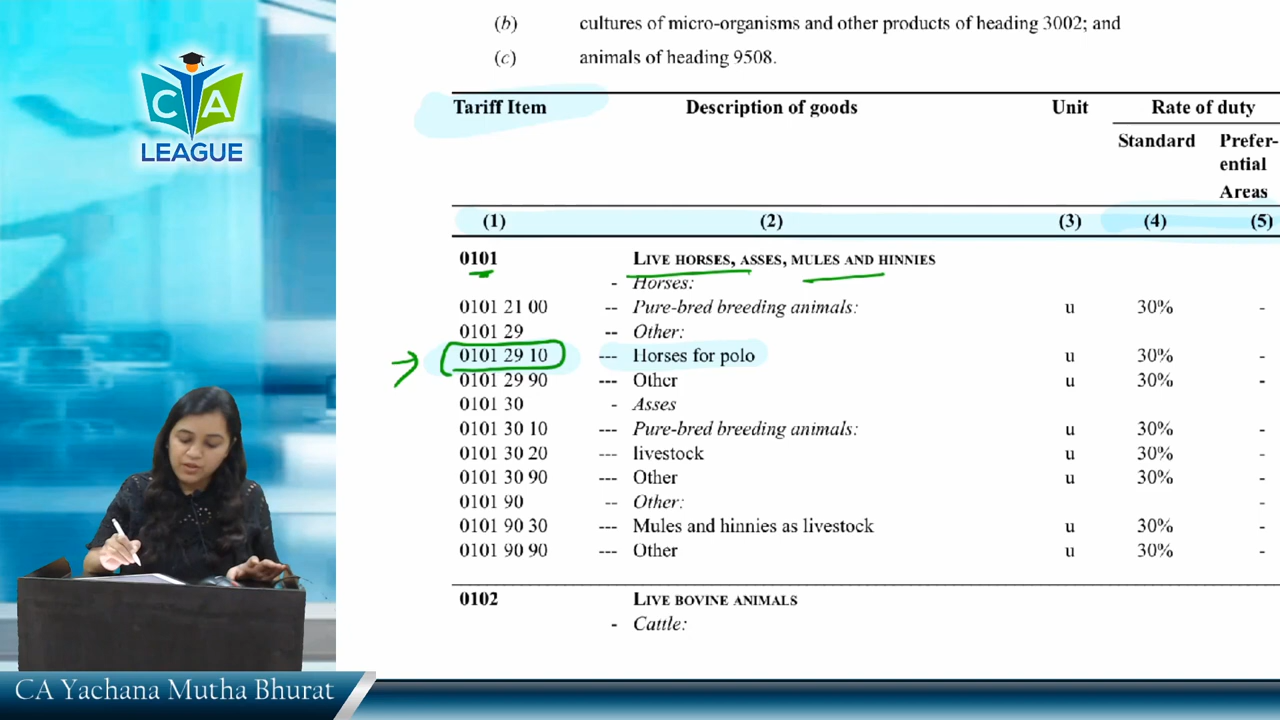 (b) cultures of micro-organisms and other products of heading 3002; and
(c) animals of heading 9508.
CA
LEAGUE
Tariff Item Description of goods Unit Rate of duty
Standard Prefer-
ential
Areas
(1) (2) (3) (4) (5)
0101 LIVE HORSES, ASSES, MULES AND HINNIES
- Horses:
0101 21 00 -- Pure-bred breeding animals: u 30% -
0101 29 -- Other:
0101 29 10 --- Horses for polo u 30% -
0101 29 90 --- Other u 30% -
0101 30 - Asses
0101 30 10 --- Pure-bred breeding animals: u 30% -
0101 30 20 --- livestock u 30% -
0101 30 90 --- Other u 30% -
0101 90 -- Other: -
0101 90 30 --- Mules and hinnies as livestock u 30% -
0101 90 90 --- Other u 30% -
0102 LIVE BOVINE ANIMALS
- Cattle:
CA Yachana Mutha Bhurat